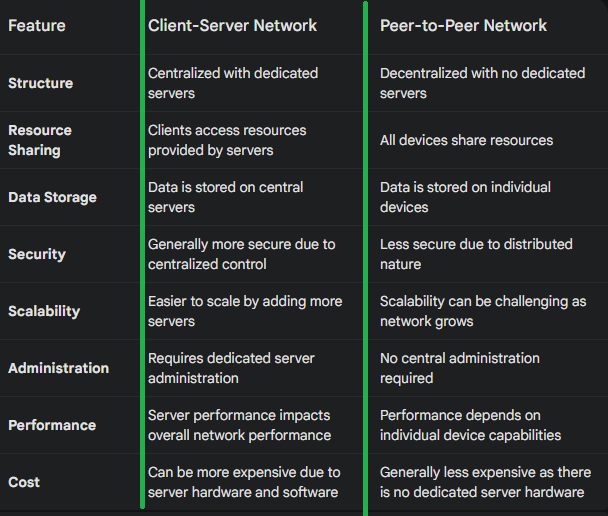 Feature Client-Server Network Peer-to-Peer Network
Structure
Centralized with dedicated
servers
Decentralized with no dedicated
servers
Resource
Sharing
Clients access resources
provided by servers
All devices share resources
Data Storage
Data is stored on central
servers
Data is stored on individual
devices
Security
Generally more secure due to
centralized control
Less secure due to distributed
nature
Scalability
Easier to scale by adding more
servers
Scalability can be challenging as
network grows
Administration
Requires dedicated server
administration
No central administration
required
Performance
Server performance impacts
overall network performance
Performance depends on
individual device capabilities
Cost
Can be more expensive due to
server hardware and software
Generally less expensive as there
is no dedicated server hardware